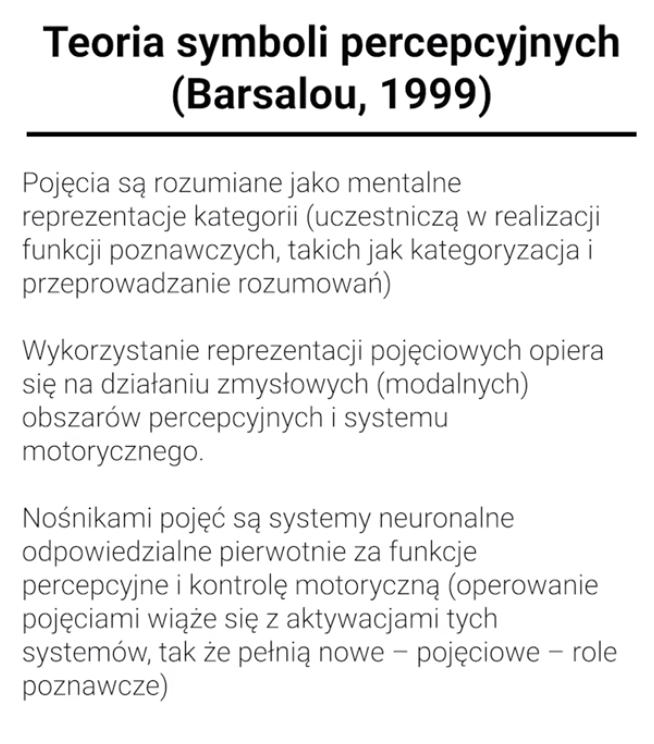 Teoria symboli percepcyjnych
(Barsalou, 1999)
Pojęcia są rozumiane jako mentalne
reprezentacje kategorii (uczestniczą w realizacji
funkcji poznawczych, takich jak kategoryzacja i
przeprowadzanie rozumowań)
Wykorzystanie reprezentacji pojęciowych opiera
się na działaniu zmysłowych (modalnych)
obszarów percepcyjnych i systemu
motorycznego.
Nośnikami pojęć są systemy neuronalne
odpowiedzialne pierwotnie za funkcje
percepcyjne i kontrolę motoryczną (operowanie
pojęciami wiąże się z aktywacjami tych
systemów, tak że pełnią nowe – pojęciowe – role
poznawcze)